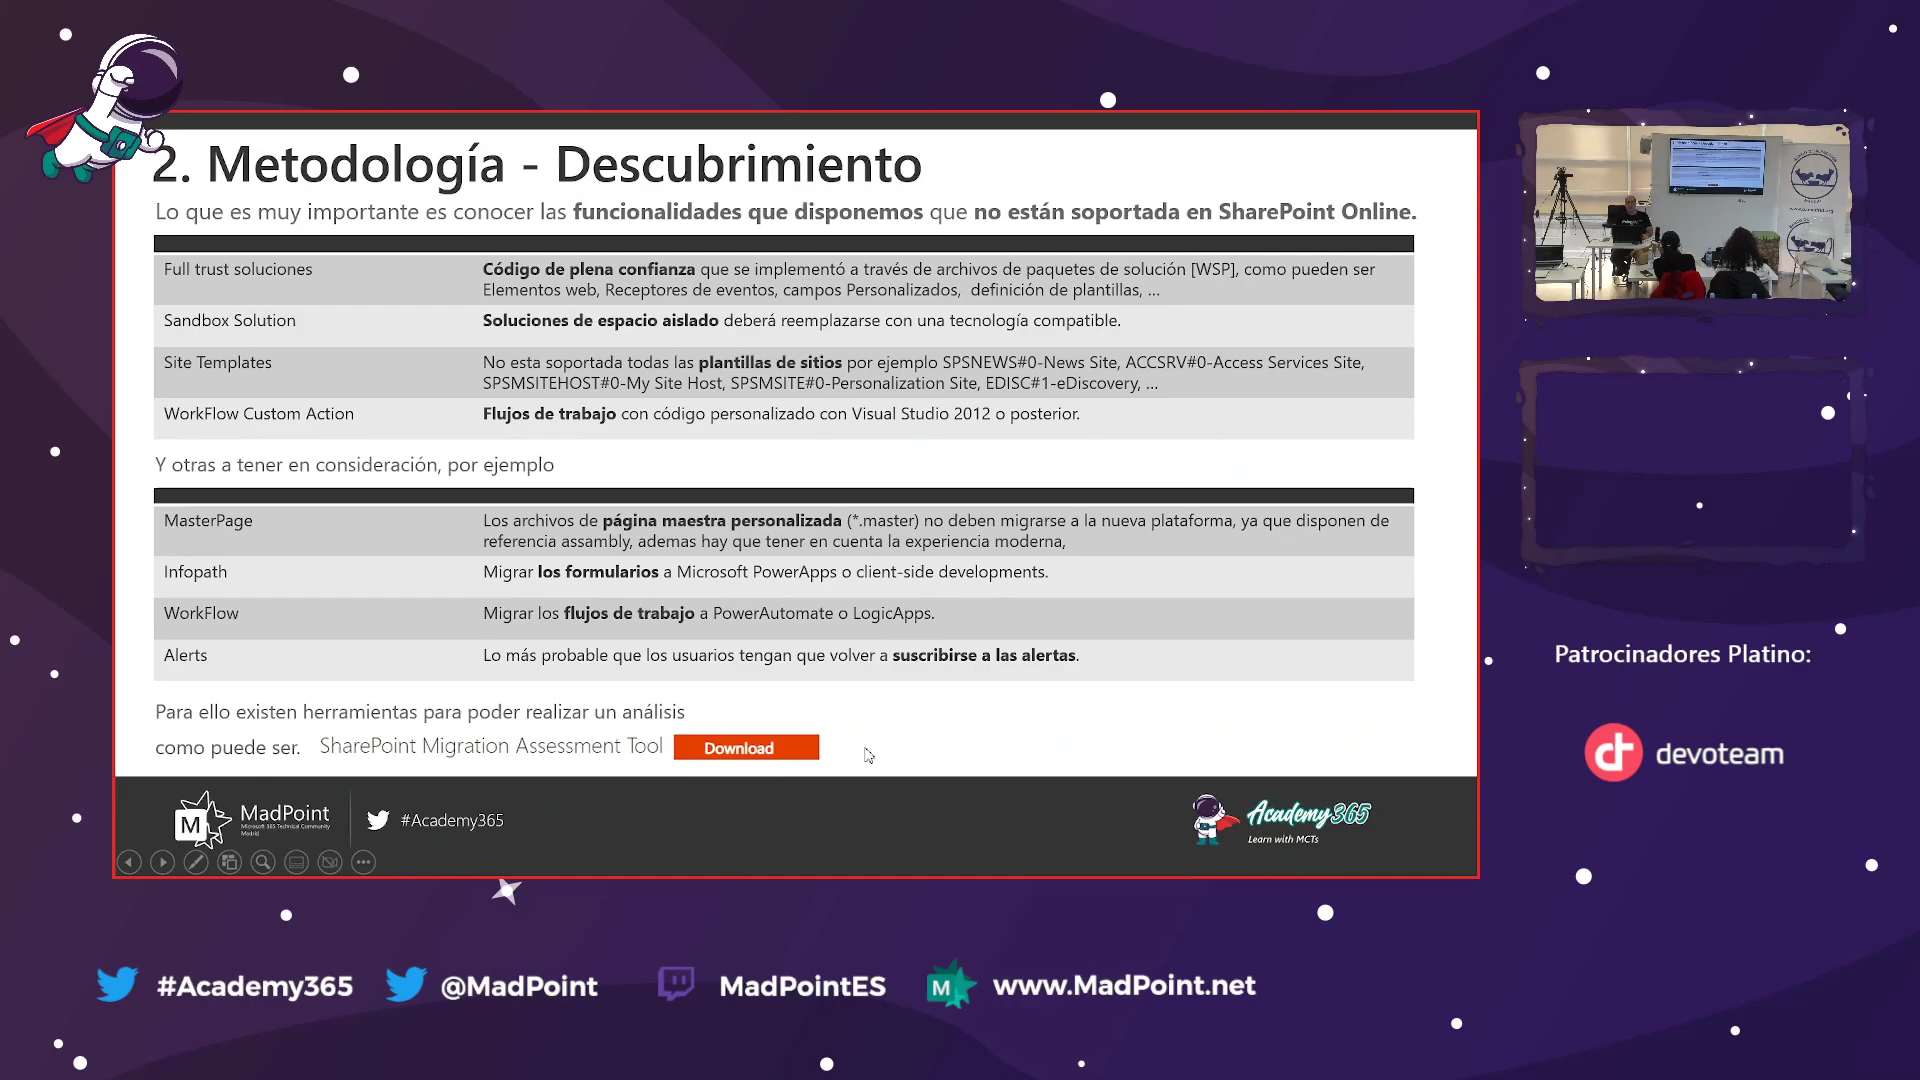 2. Metodología - Descubrimiento
Lo que es muy importante es conocer las funcionalidades que disponemos que no están soportada en SharePoint Online.
Full trust soluciones
Código de plena confianza que se implementó a través de archivos de paquetes de solución [WSP], como pueden ser
Elementos web, Receptores de eventos, campos Personalizados, definición de plantillas, ...
Sandbox Solution
Soluciones de espacio aislado deberá reemplazarse con una tecnología compatible.
Site Templates
No esta soportada todas las plantillas de sitios por ejemplo SPSNEWS#0-News Site, ACCSRV#0-Access Services Site,
SPSMSITEHOST#0-My Site Host, SPSMSITE#0-Personalization Site, EDISC#1-eDiscovery, ...
WorkFlow Custom Action
Flujos de trabajo con código personalizado con Visual Studio 2012 o posterior.
Y otras a tener en consideración, por ejemplo
MasterPage
Los archivos de página maestra personalizada (*.master) no deben migrarse a la nueva plataforma, ya que disponen de
referencia assambly, ademas hay que tener en cuenta la experiencia moderna,
Infopath
Migrar los formularios a Microsoft PowerApps o client-side developments.
WorkFlow
Migrar los flujos de trabajo a PowerAutomate o LogicApps.
Alerts
Lo más probable que los usuarios tengan que volver a suscribirse a las alertas.
Para ello existen herramientas para poder realizar un análisis
como puede ser. SharePoint Migration Assessment Tool Download
M MadPoint
Microsoft 365 Technical Community
Madrid
#Academy365
Academy365
Learn with MCTs
Patrocinadores Platino:
devoteam
#Academy365 @MadPoint MadPointES M www.MadPoint.net